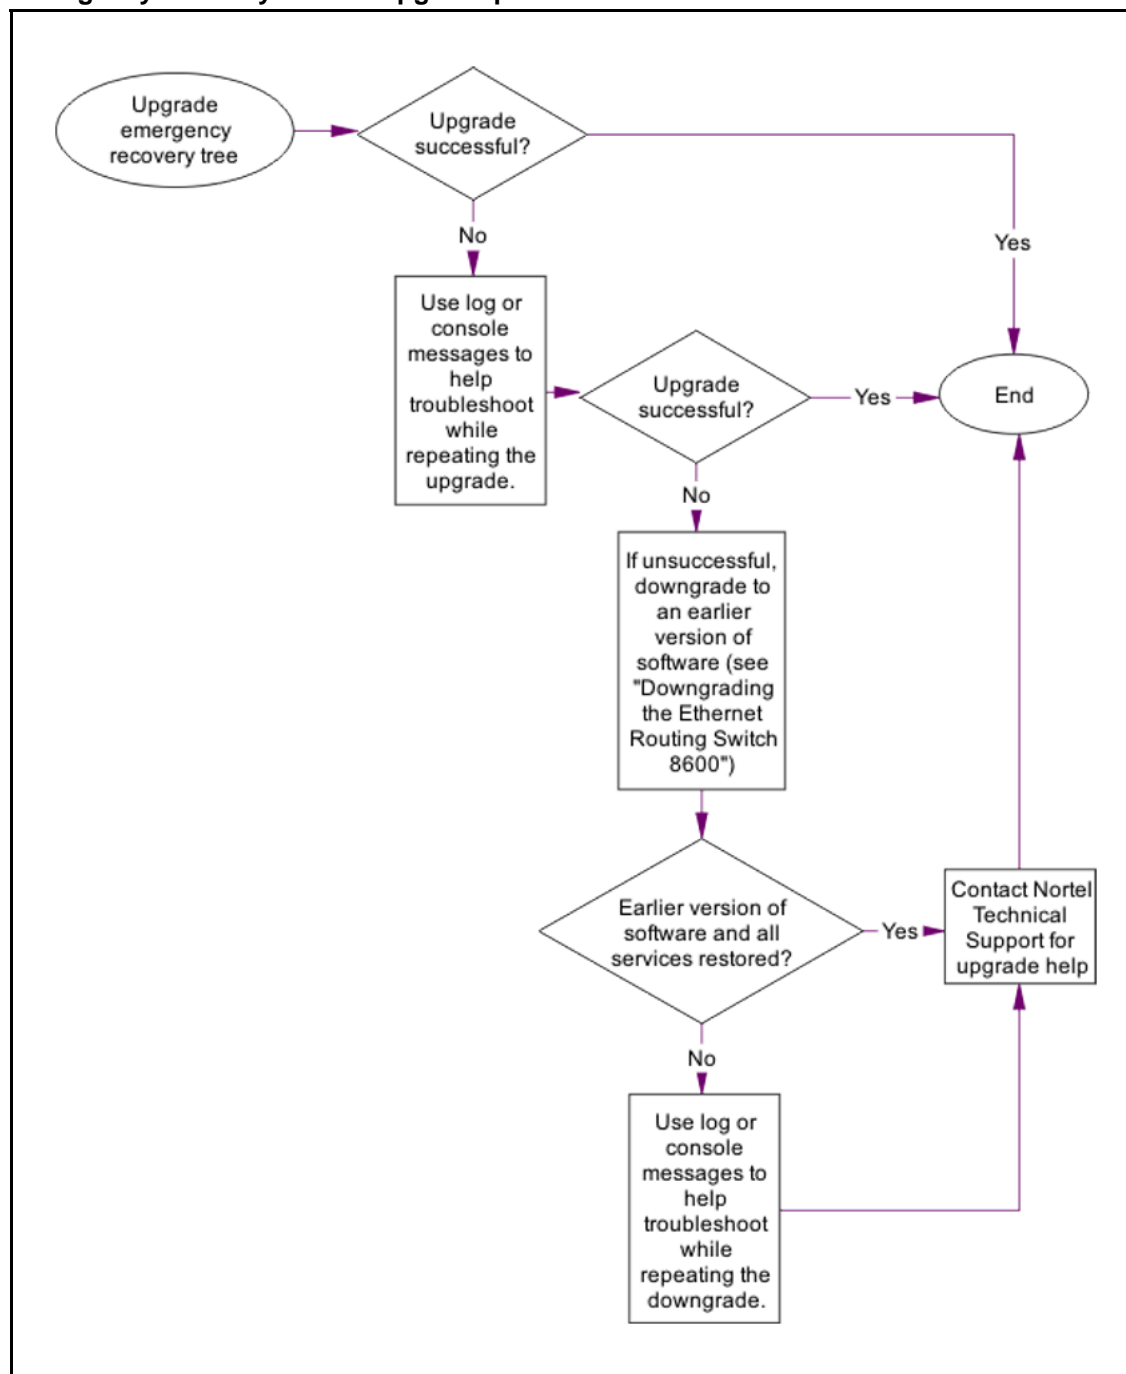 Upgrade
emergency
recovery tree
Upgrade
successful?
Yes
No
Use log or
console
messages to
help
troubleshoot
while
repeating the
upgrade.
Upgrade
successful?
Yes
End
No
If unsuccessful,
downgrade to
an earlier
version of
software (see
"Downgrading
the Ethernet
Routing Switch
8600")
Earlier version of
software and all
services restored?
Yes
Contact Nortel
Technical
Support for
upgrade help
No
Use log or
console
messages to
help
troubleshoot
while
repeating the
downgrade.